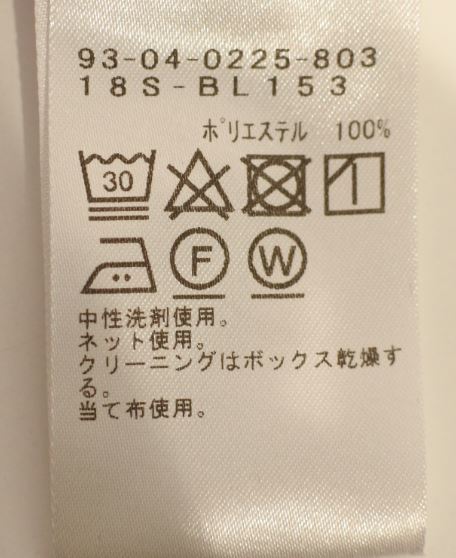 93-04-0225-803
18S-BL153
ポリエステル 100%
30
F W
中性洗剤使用。
ネット使用。
クリーニングはボックス乾燥す
る。
当て布使用。